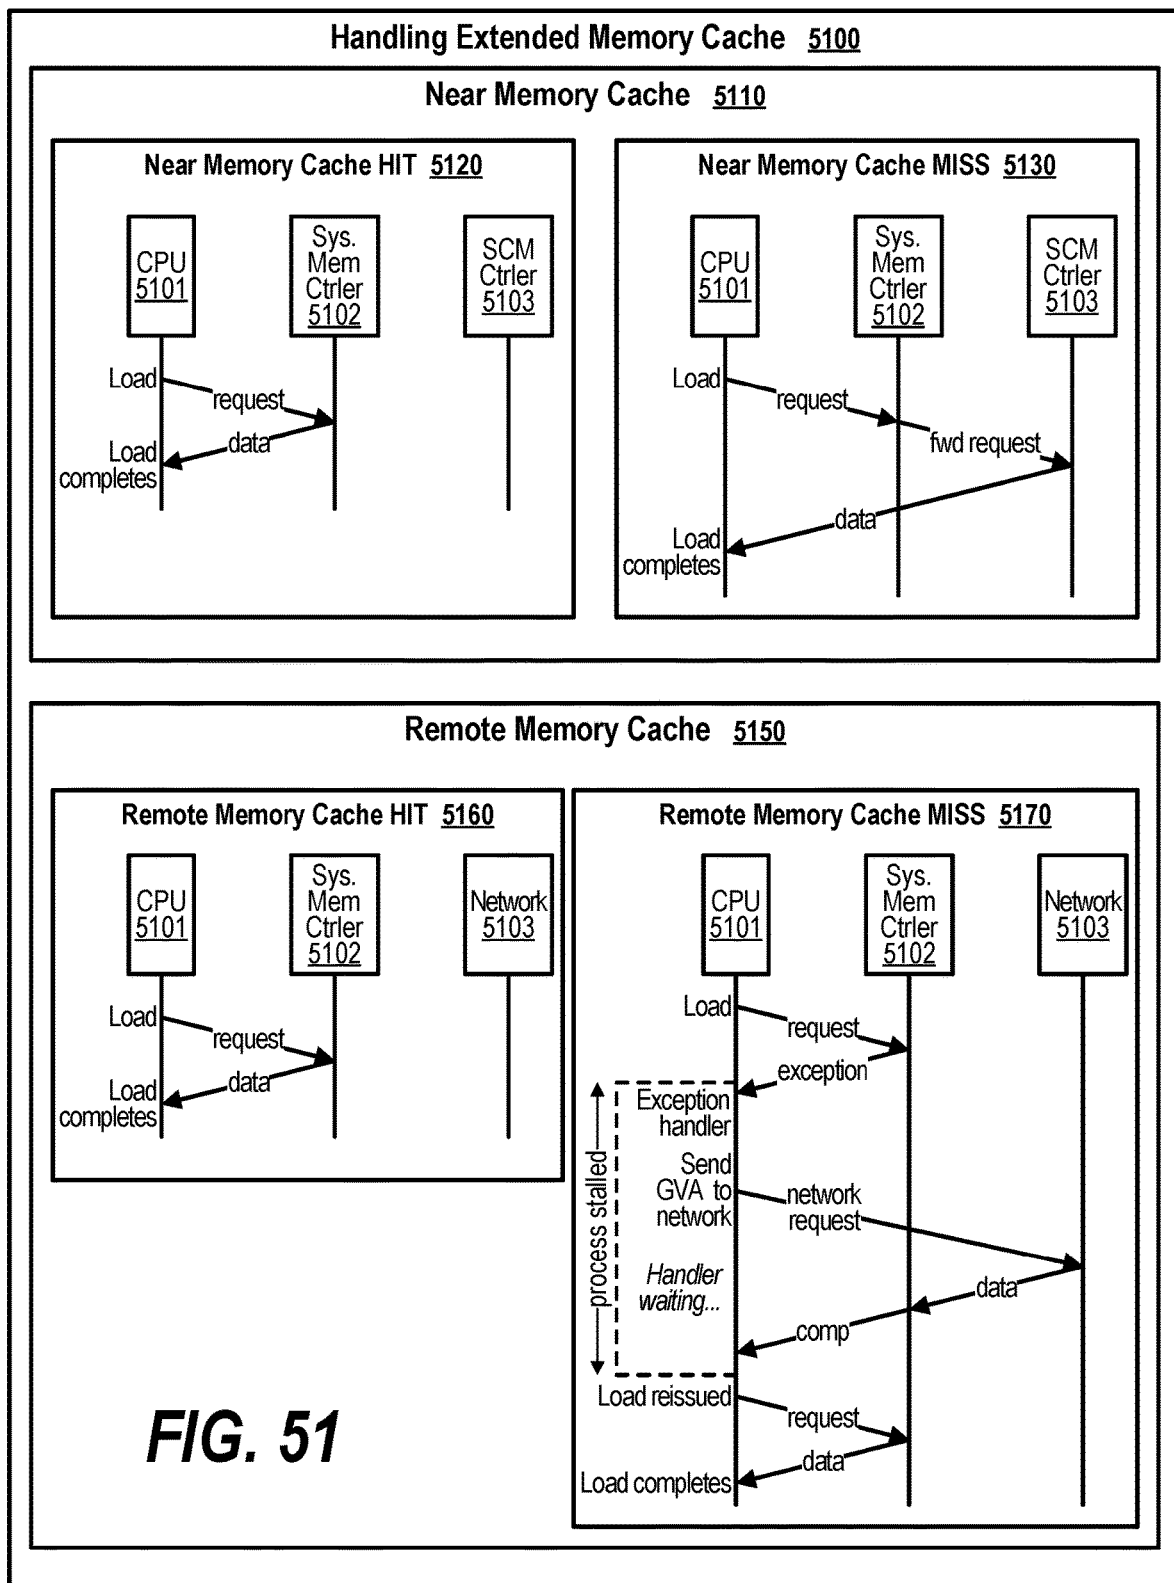 Handling Extended Memory Cache 5100
Near Memory Cache 5110
Near Memory Cache HIT 5120
CPU
5101
Sys.
Mem
Ctrler
5102
SCM
Ctrler
5103
Load
request
data
Load
completes
Near Memory Cache MISS 5130
CPU
5101
Sys.
Mem
Ctrler
5102
SCM
Ctrler
5103
Load
request
fwd request
data
Load
completes
Remote Memory Cache 5150
Remote Memory Cache HIT 5160
CPU
5101
Sys.
Mem
Ctrler
5102
Network
5103
Load
request
data
Load
completes
Remote Memory Cache MISS 5170
CPU
5101
Sys.
Mem
Ctrler
5102
Network
5103
Load
request
exception
process stalled
Exception
handler
Send
GVA to
network
network
request
Handler
waiting...
data
comp
Load reissued
request
data
Load completes
FIG. 51